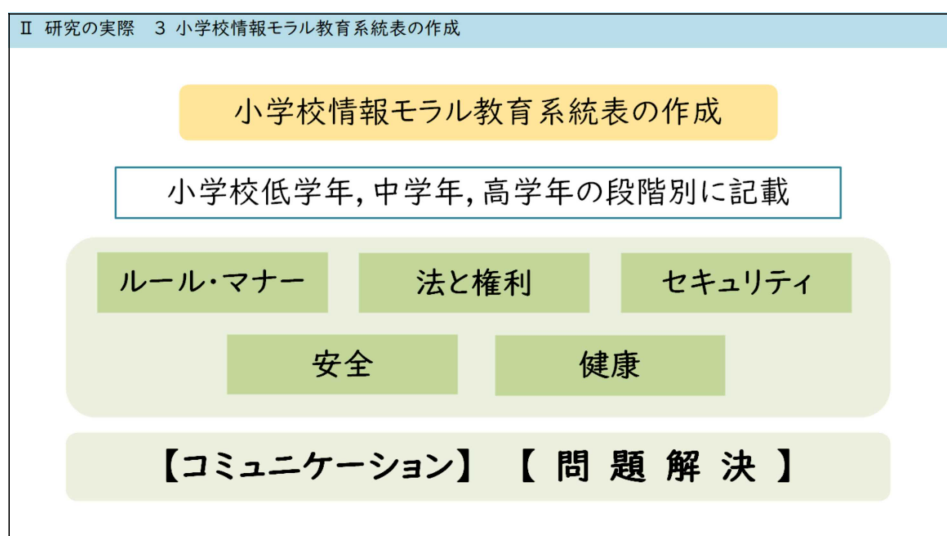 Ⅱ 研究の実際　3 小学校情報モラル教育系統表の作成
小学校情報モラル教育系統表の作成
小学校低学年，中学年，高学年の段階別に記載
ルール・マナー 法と権利 セキュリティ
安全 健康
【コミュニケーション】 【 問 題 解 決 】